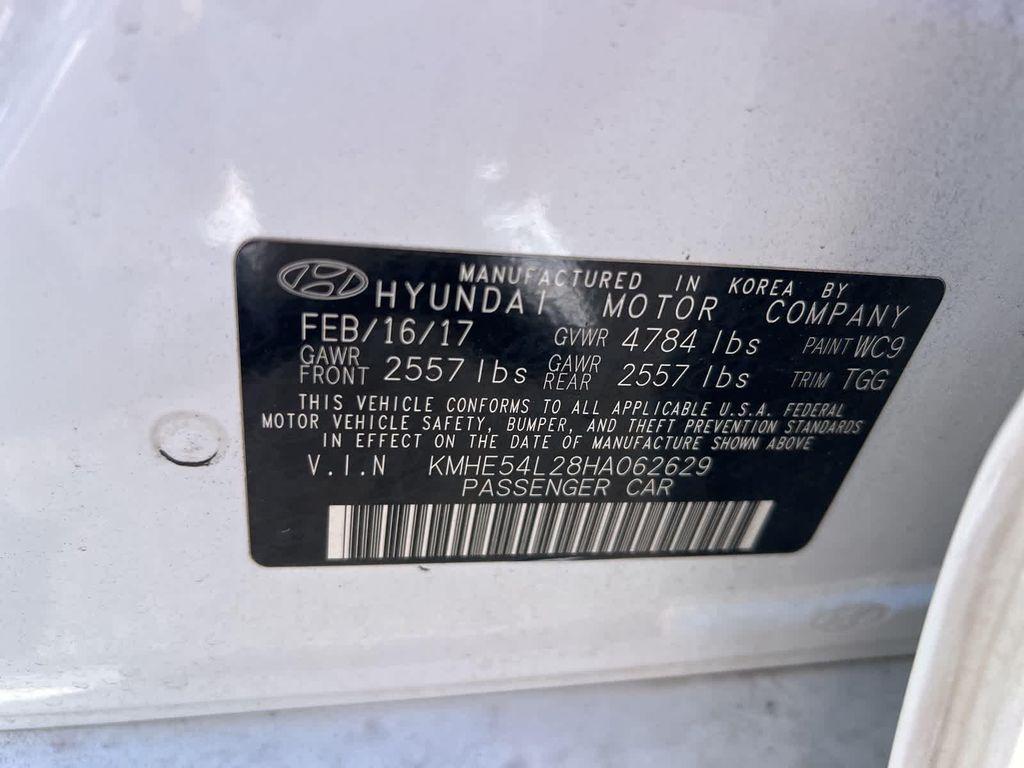 MANUFACTURED IN KOREA BY
HYUNDAI MOTOR COMPANY
FEB/16/17 GVWR 4784 lbs PAINT WC9
GAWR FRONT 2557 lbs GAWR REAR 2557 lbs TRIM TGG
THIS VEHICLE CONFORMS TO ALL APPLICABLE U.S.A. FEDERAL
MOTOR VEHICLE SAFETY, BUMPER, AND THEFT PREVENTION STANDARDS
IN EFFECT ON THE DATE OF MANUFACTURE SHOWN ABOVE
V.I.N KMHE54L28HA062629
PASSENGER CAR